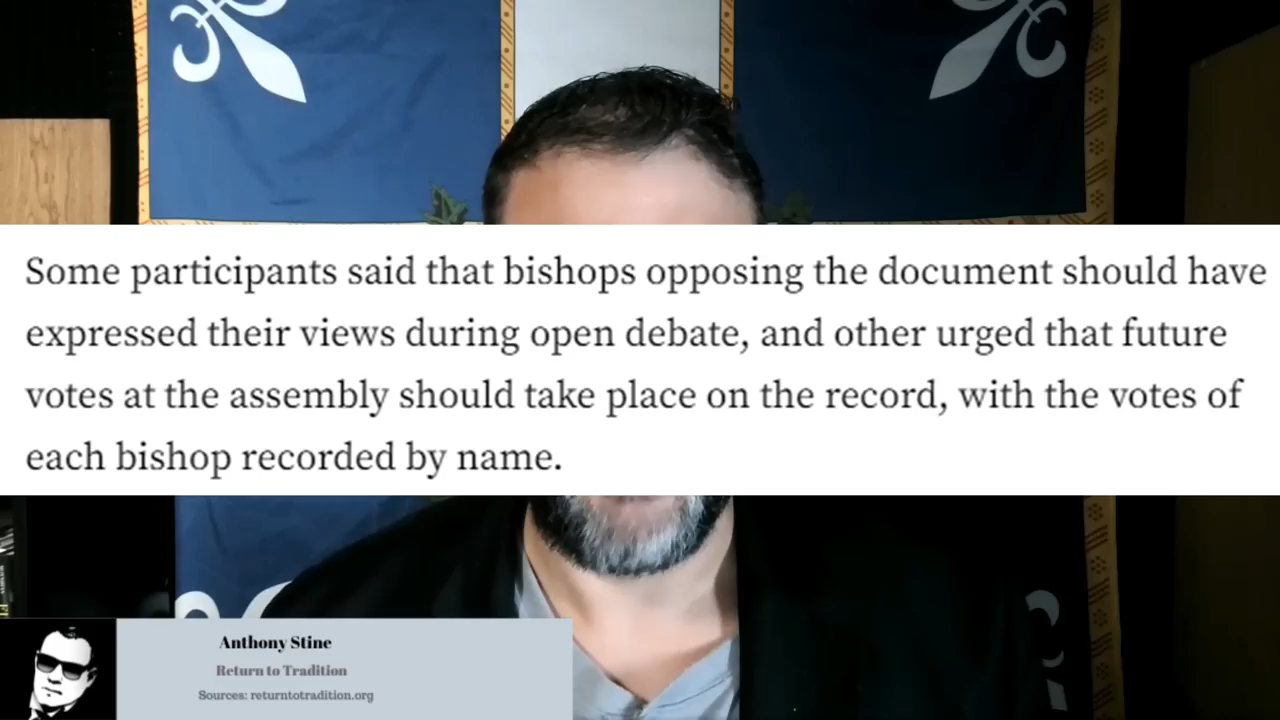 Some participants said that bishops opposing the document should have
expressed their views during open debate, and other urged that future
votes at the assembly should take place on the record, with the votes of
each bishop recorded by name.
Anthony Stine
Return to Tradition
Sources: returntotradition.org